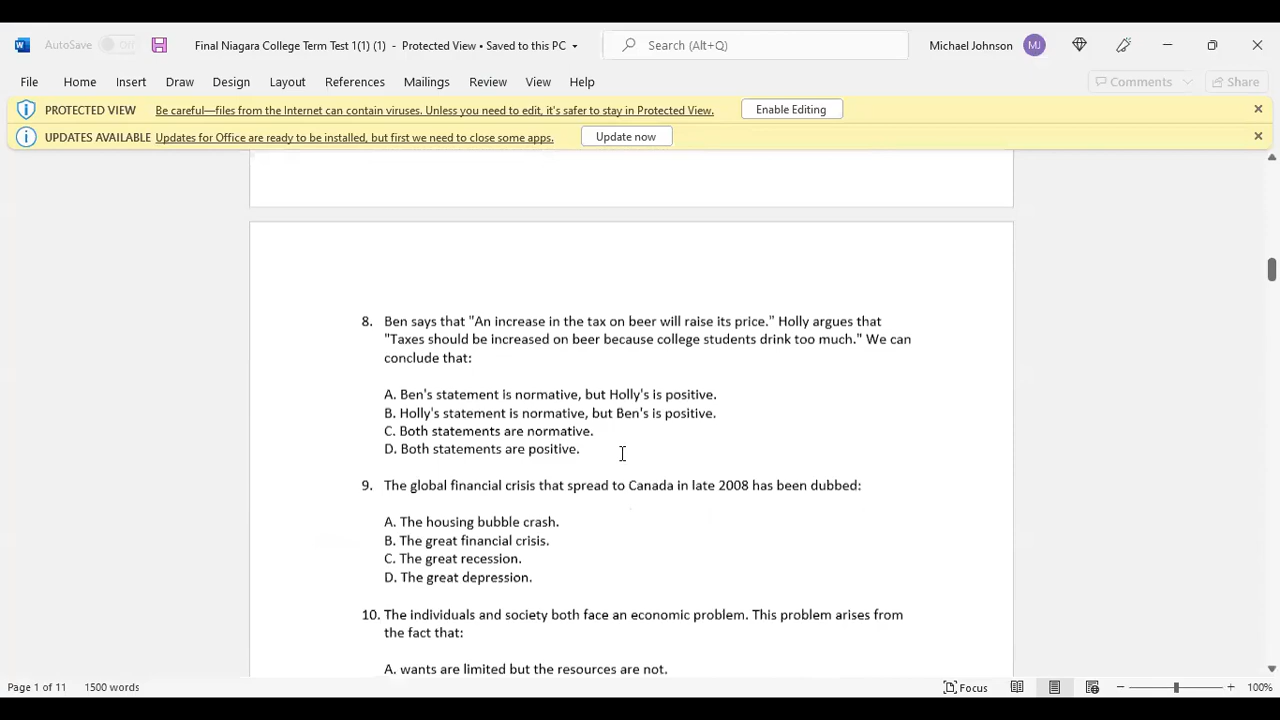 AutoSave Off Final Niagara College Term Test 1(1) (1) - Protected View • Saved to this PC Search (Alt+Q) Michael Johnson MJ
File Home Insert Draw Design Layout References Mailings Review View Help Comments Share
PROTECTED VIEW Be careful—files from the Internet can contain viruses. Unless you need to edit, it's safer to stay in Protected View. Enable Editing
UPDATES AVAILABLE Updates for Office are ready to be installed, but first we need to close some apps. Update now
8. Ben says that "An increase in the tax on beer will raise its price." Holly argues that
"Taxes should be increased on beer because college students drink too much." We can
conclude that:
A. Ben's statement is normative, but Holly's is positive.
B. Holly's statement is normative, but Ben's is positive.
C. Both statements are normative.
D. Both statements are positive.
9. The global financial crisis that spread to Canada in late 2008 has been dubbed:
A. The housing bubble crash.
B. The great financial crisis.
C. The great recession.
D. The great depression.
10. The individuals and society both face an economic problem. This problem arises from
the fact that:
A. wants are limited but the resources are not.
Page 1 of 11 1500 words Focus 100%